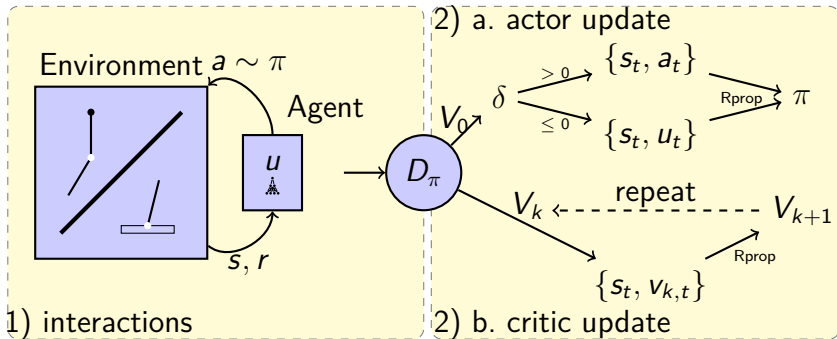 Environment
a ∼ π
Agent
u
s, r
1) interactions
D_π
2) a. actor update
V_0
δ
> 0
{s_t, a_t}
≤ 0
{s_t, u_t}
Rprop
π
V_k
repeat
V_{k+1}
{s_t, v_{k,t}}
Rprop
2) b. critic update